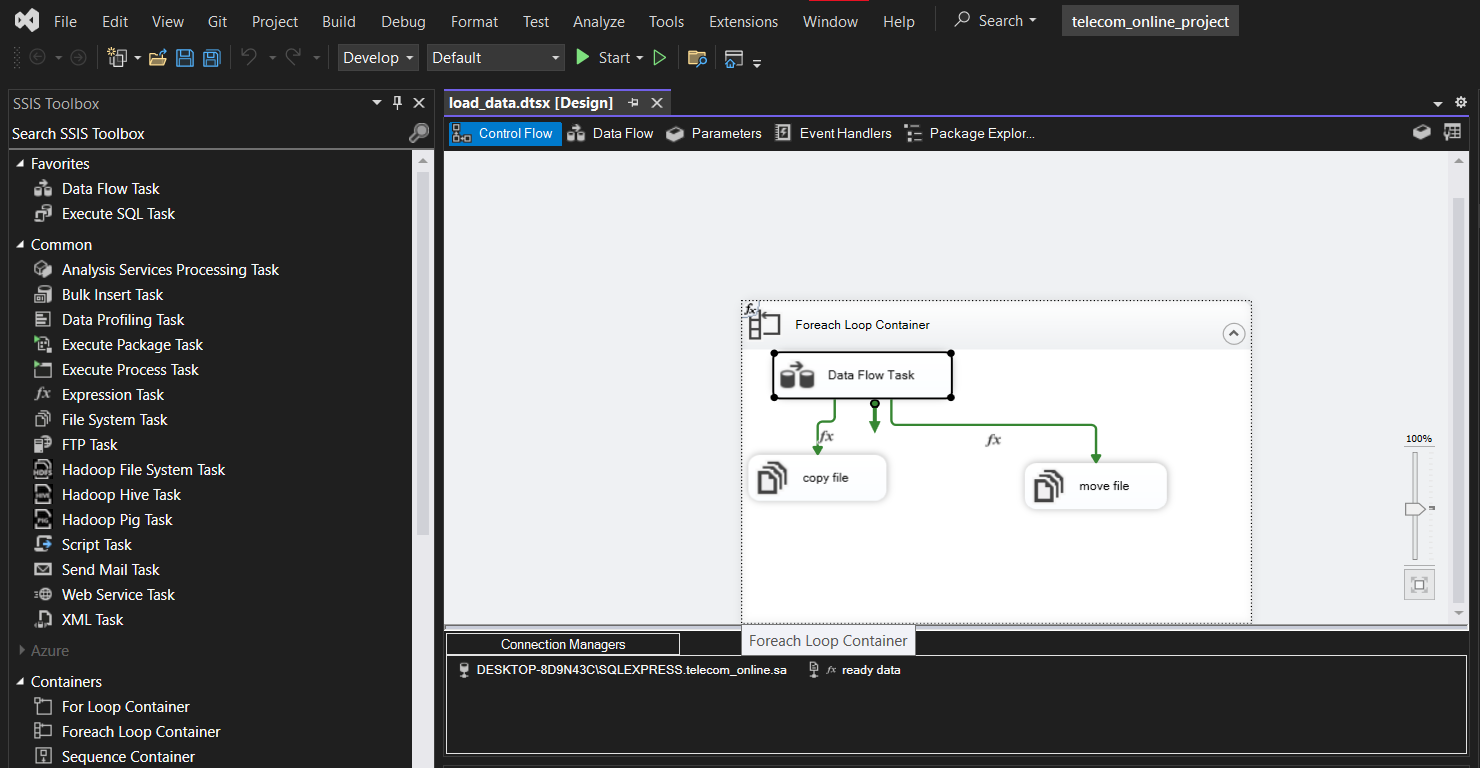 File Edit View Git Project Build Debug Format Test Analyze Tools Extensions Window Help Search telecom_online_project
Develop Default Start
SSIS Toolbox
Search SSIS Toolbox
Favorites
Data Flow Task
Execute SQL Task
Common
Analysis Services Processing Task
Bulk Insert Task
Data Profiling Task
Execute Package Task
Execute Process Task
fx Expression Task
File System Task
FTP Task
HDFS Hadoop File System Task
HIVE Hadoop Hive Task
PIG Hadoop Pig Task
Script Task
Send Mail Task
Web Service Task
XML Task
Azure
Containers
For Loop Container
Foreach Loop Container
Sequence Container
load_data.dtsx [Design]
Control Flow Data Flow Parameters Event Handlers Package Explor...
fx
Foreach Loop Container
Data Flow Task
fx fx
copy file
move file
100%
Connection Managers
Foreach Loop Container
DESKTOP-8D9N43C\SQLEXPRESS.telecom_online.sa fx ready data